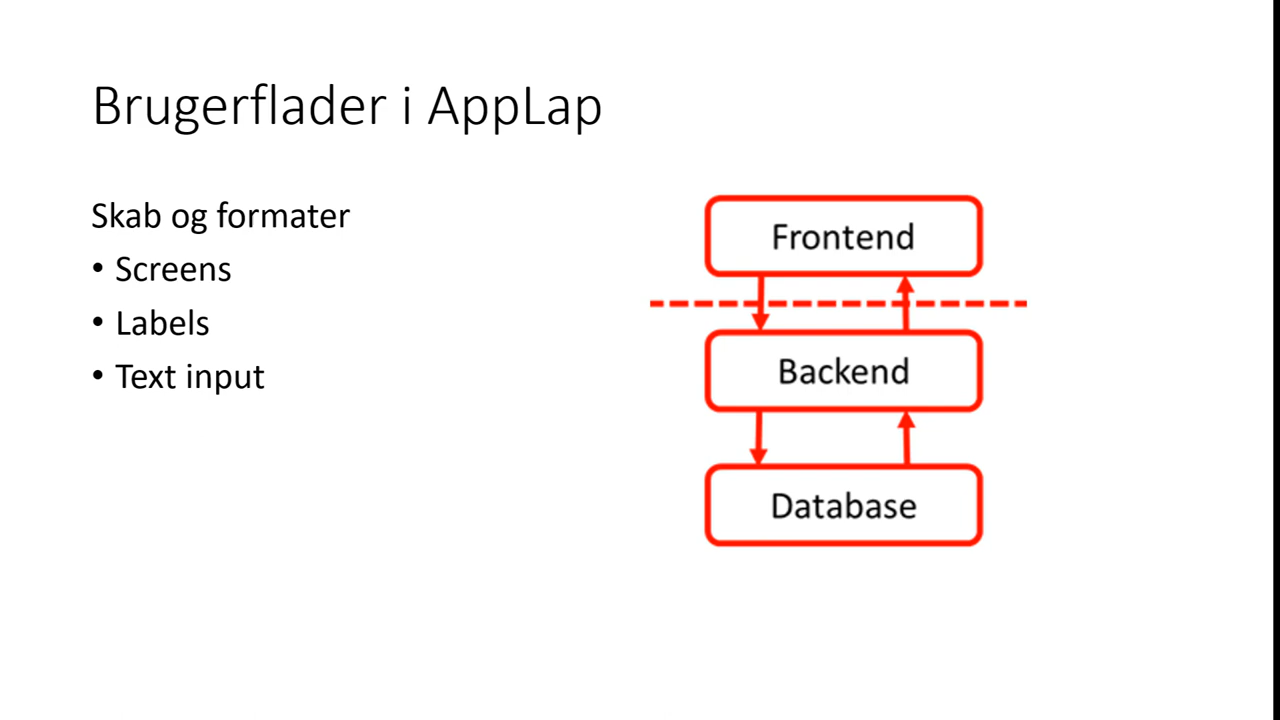 Brugerflader i AppLap
Skab og formater
• Screens
• Labels
• Text input
Frontend
Backend
Database